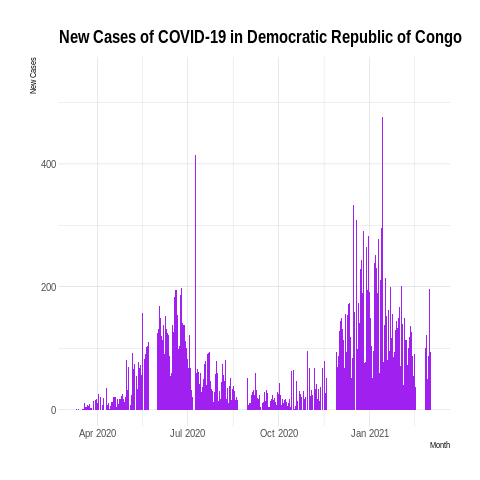 New Cases of COVID-19 in Democratic Republic of Congo
New Cases
400
200
0
Apr 2020 Jul 2020 Oct 2020 Jan 2021
Month